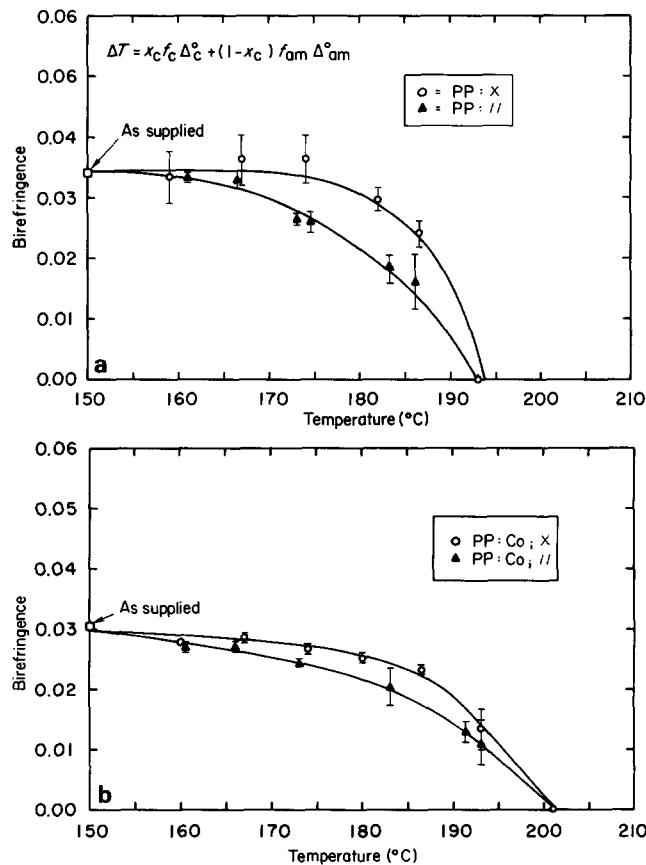 0.06
ΔT = x_c f_c Δ°_c + (1-x_c) f_am Δ°_am
0.05
o = PP : X
▲ = PP : //
0.04
As supplied
0.03
Birefringence
0.02
0.01
a
0.00
150 160 170 180 190 200 210
Temperature (°C)
0.06
0.05
o PP : Co; X
▲ PP : Co; //
0.04
As supplied
0.03
Birefringence
0.02
0.01
b
0.00
150 160 170 180 190 200 210
Temperature (°C)